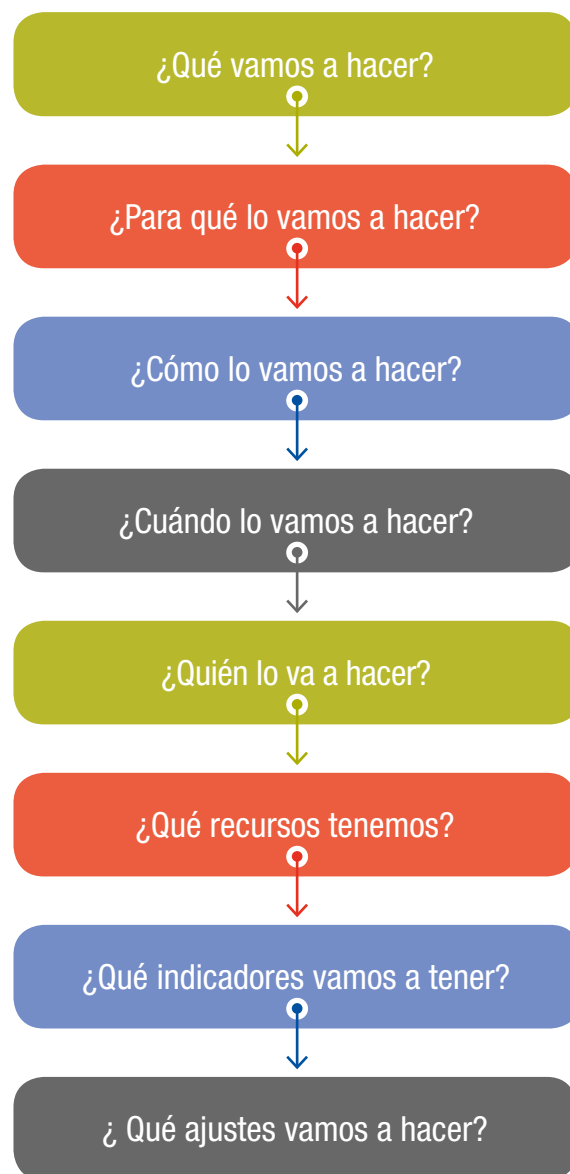 ¿Qué vamos a hacer?
¿Para qué lo vamos a hacer?
¿Cómo lo vamos a hacer?
¿Cuándo lo vamos a hacer?
¿Quién lo va a hacer?
¿Qué recursos tenemos?
¿Qué indicadores vamos a tener?
¿ Qué ajustes vamos a hacer?